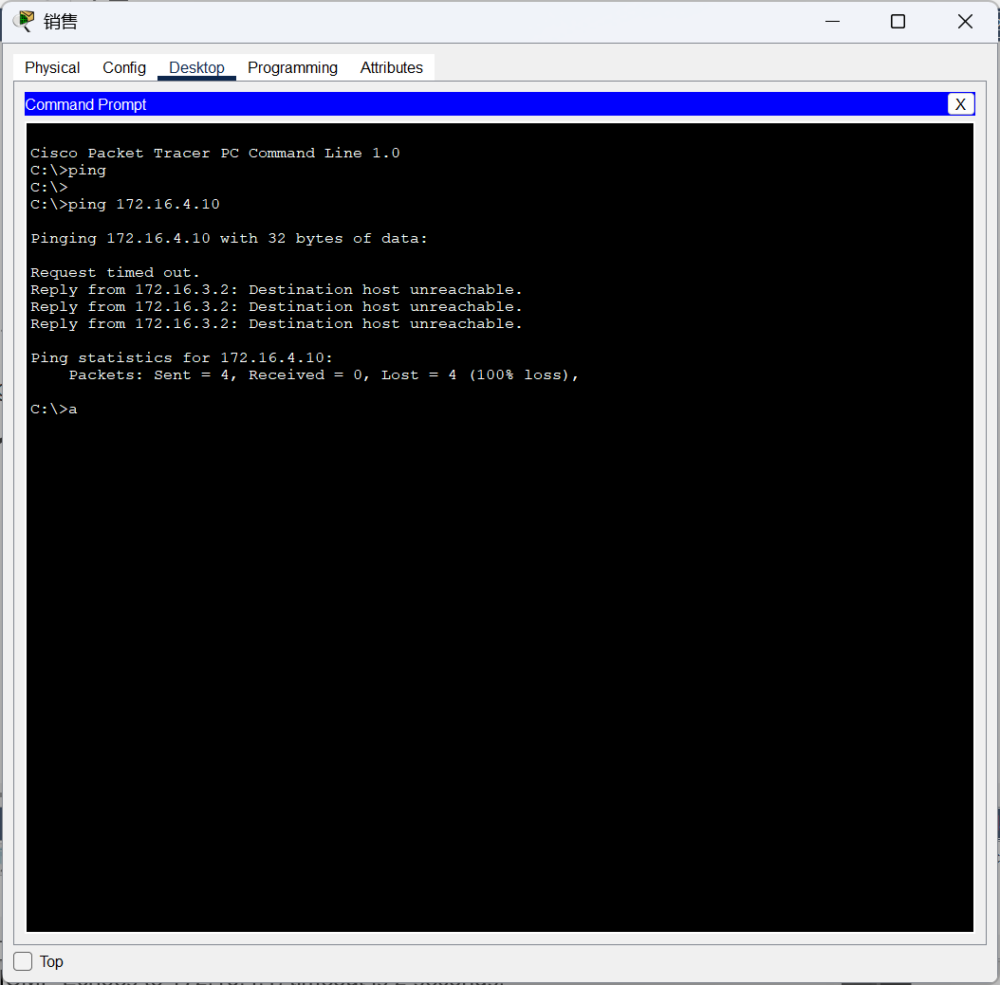 销售
Physical Config Desktop Programming Attributes
Command Prompt X
Cisco Packet Tracer PC Command Line 1.0
C:\>ping
C:\>
C:\>ping 172.16.4.10
Pinging 172.16.4.10 with 32 bytes of data:
Request timed out.
Reply from 172.16.3.2: Destination host unreachable.
Reply from 172.16.3.2: Destination host unreachable.
Reply from 172.16.3.2: Destination host unreachable.
Ping statistics for 172.16.4.10:
    Packets: Sent = 4, Received = 0, Lost = 4 (100% loss),
C:\>a
Top